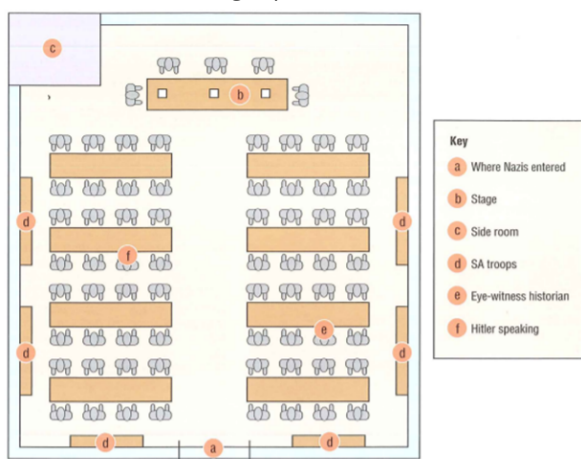 c
b
Key
a Where Nazis entered
b Stage
c Side room
d SA troops
e Eye-witness historian
f Hitler speaking
d
d
f
e
d
d
d
a
d